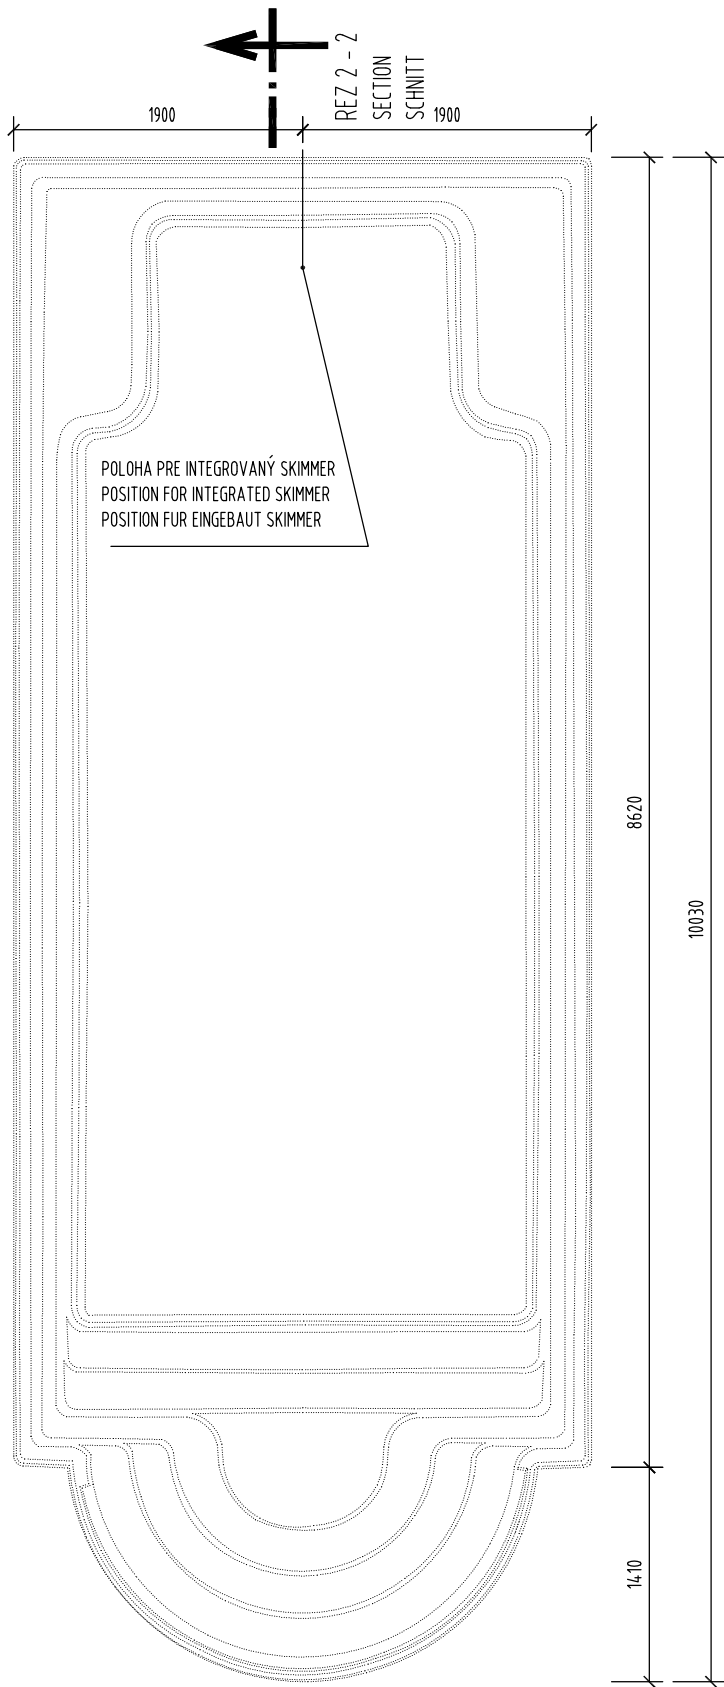 REZ 2 - 2
SECTION
SCHNITT
1900
1900
POLOHA PRE INTEGROVANÝ SKIMMER
POSITION FOR INTEGRATED SKIMMER
POSITION FUR EINGEBAUT SKIMMER
8620
10030
1410